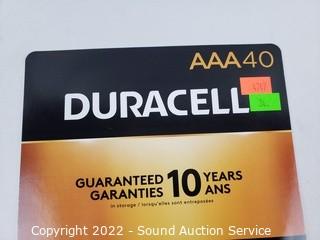 AAA40
DURACELL
GUARANTEED
GARANTIES
10 YEARS
ANS
in storage / lorsqu'elles sont entreposées
Copyright 2022 - Sound Auction Service